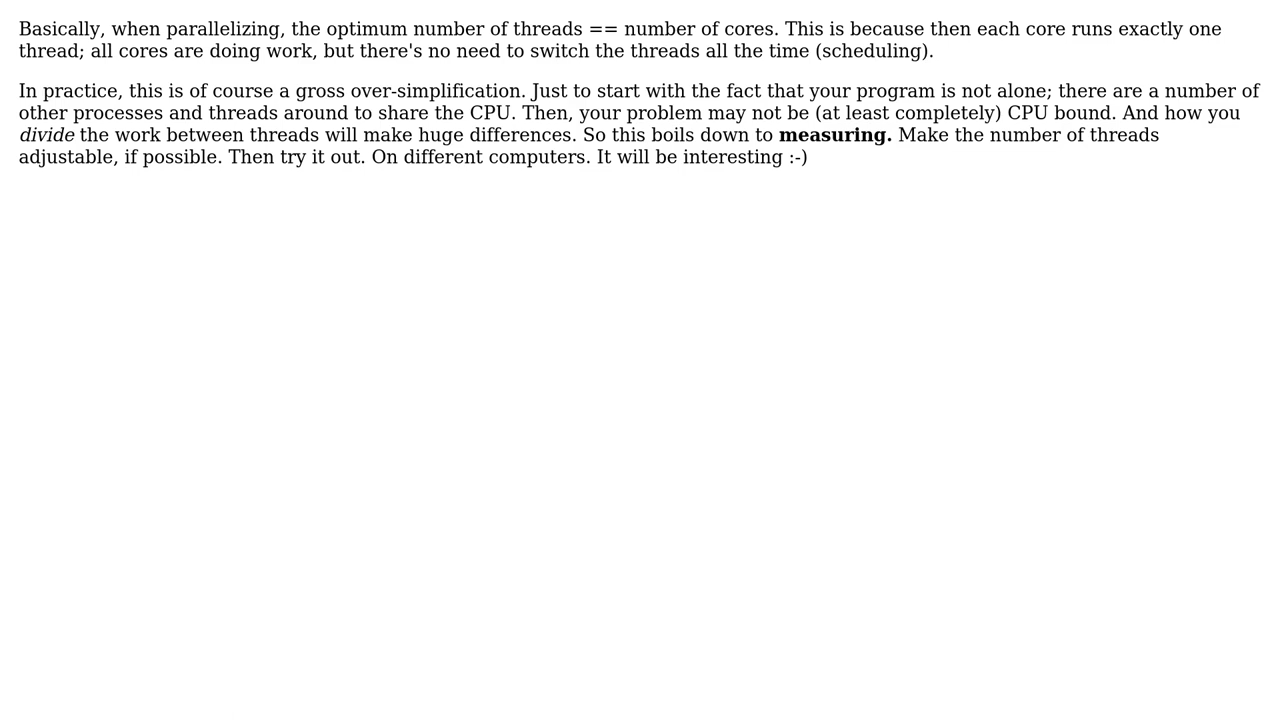 Basically, when parallelizing, the optimum number of threads == number of cores. This is because then each core runs exactly one
thread; all cores are doing work, but there's no need to switch the threads all the time (scheduling).
In practice, this is of course a gross over-simplification. Just to start with the fact that your program is not alone; there are a number of
other processes and threads around to share the CPU. Then, your problem may not be (at least completely) CPU bound. And how you
divide the work between threads will make huge differences. So this boils down to measuring. Make the number of threads
adjustable, if possible. Then try it out. On different computers. It will be interesting :-)